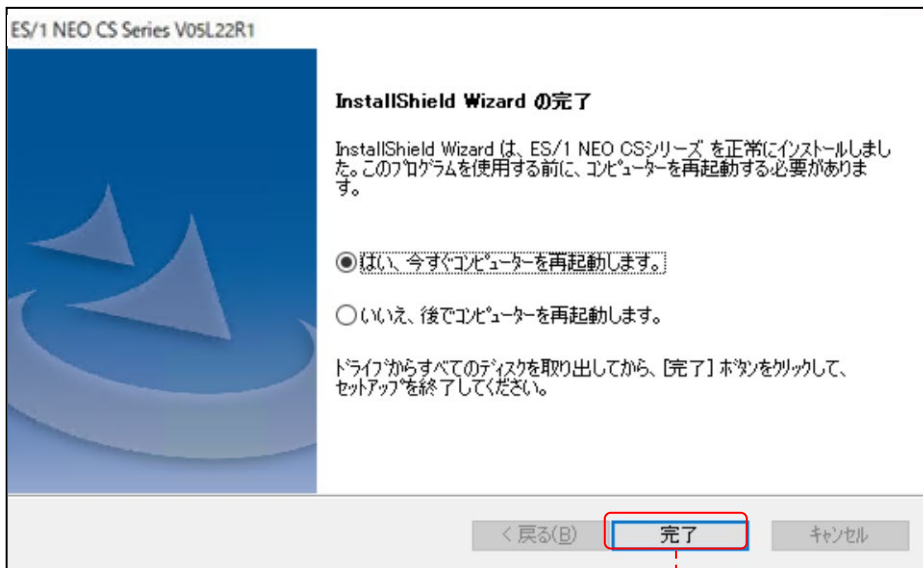 ES/1 NEO CS Series V05L22R1
InstallShield Wizard の完了
InstallShield Wizard は、ES/1 NEO CSシリーズ を正常にインストールしまし
た。このプログラムを使用する前に、コンピューターを再起動する必要がありま
す。
はい、今すぐコンピューターを再起動します。
いいえ、後でコンピューターを再起動します。
ドライブからすべてのディスクを取り出してから、[完了] ボタンをクリックして、
セットアップを終了してください。
< 戻る(B)
完了
キャンセル